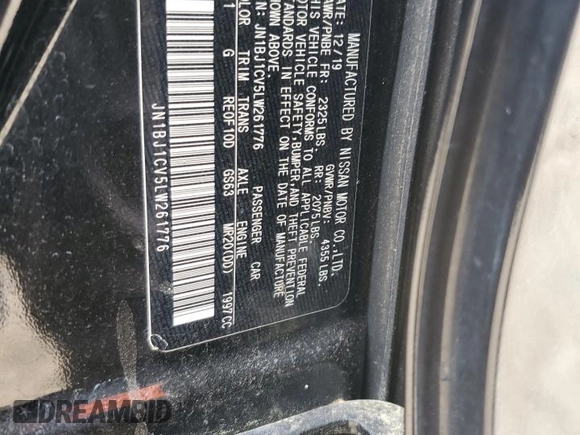 MANUFACTURED BY NISSAN MOTOR CO.,LTD.
DATE: 12/19 GVWR/PNBV: 4355 LBS.
GAWR/PNBE FR: 2325 LBS. RR: 2075 LBS.
THIS VEHICLE CONFORMS TO ALL APPLICABLE FEDERAL
MOTOR VEHICLE SAFETY, BUMPER, AND THEFT PREVENTION
STANDARDS IN EFFECT ON THE DATE OF MANUFACTURE
SHOWN ABOVE.
JN1BJ1CV5LW261776 PASSENGER CAR
COLOR TRIM TRANS AXLE ENGINE
G RE0F10D GS63 MR20(DD) 1997CC
JN1BJ1CV5LW261776
DREAMBID